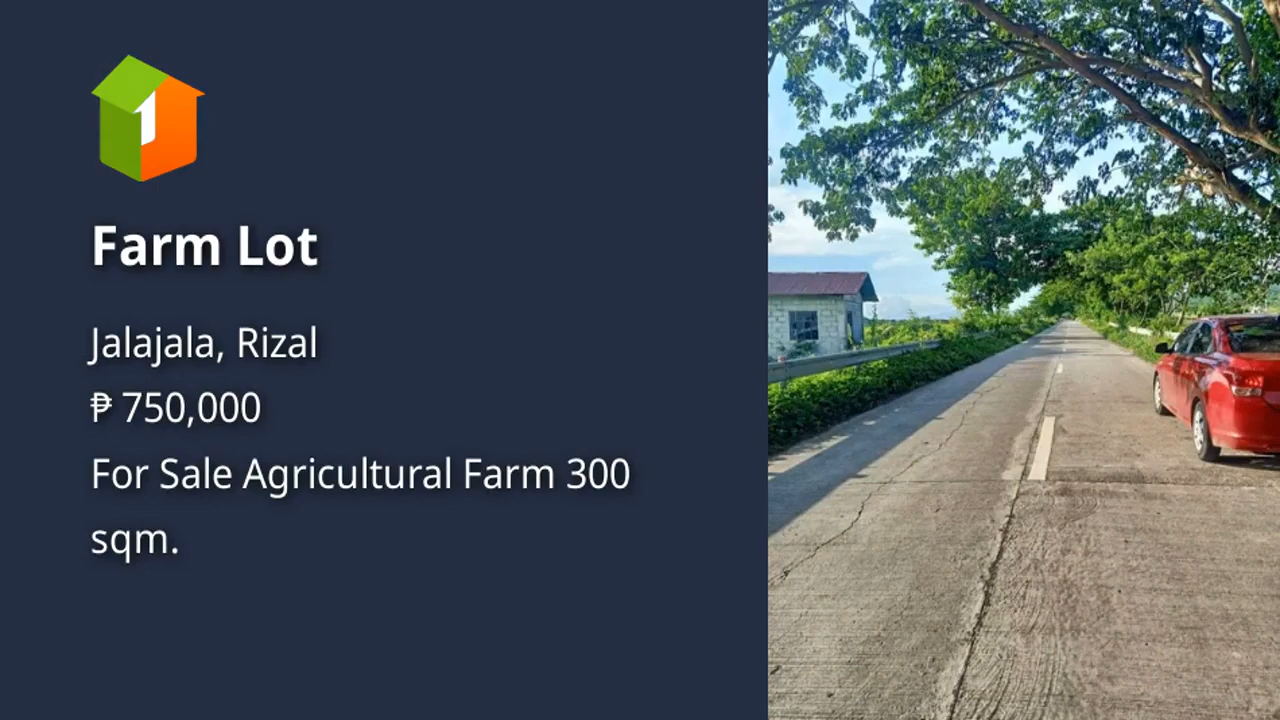 Farm Lot
Jalajala, Rizal
₱ 750,000
For Sale Agricultural Farm 300
sqm.